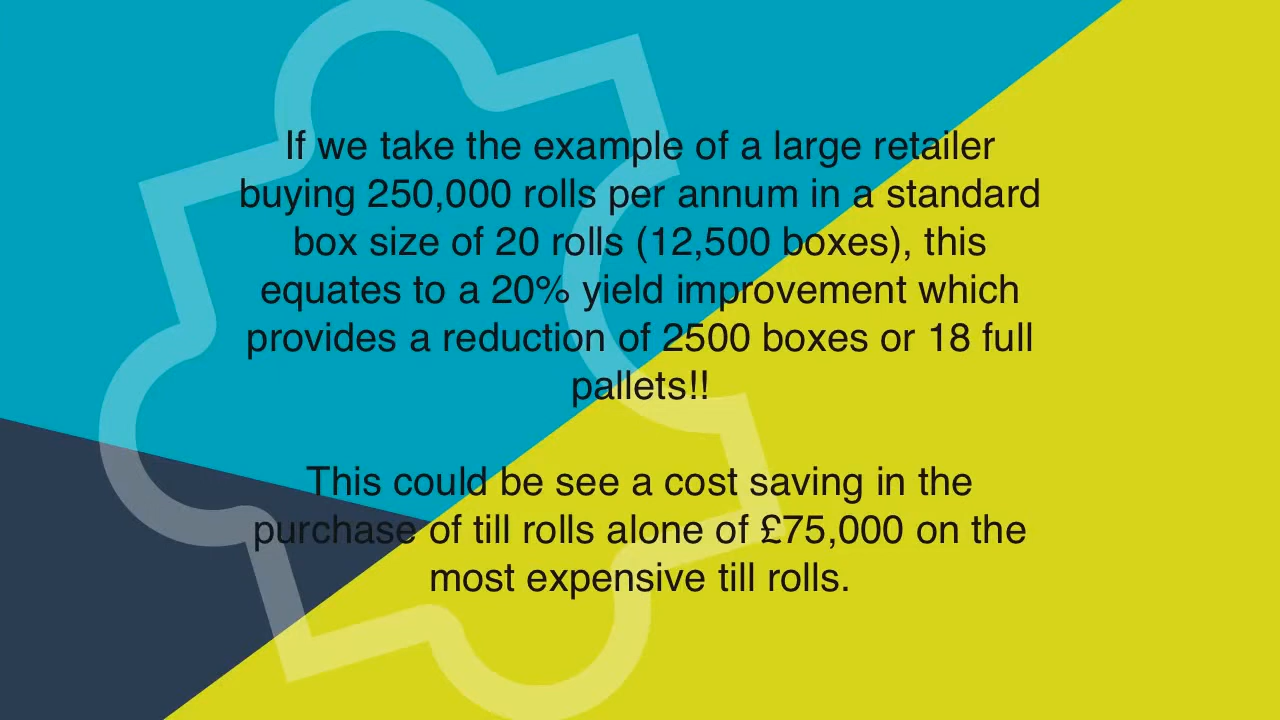 If we take the example of a large retailer
buying 250,000 rolls per annum in a standard
box size of 20 rolls (12,500 boxes), this
equates to a 20% yield improvement which
provides a reduction of 2500 boxes or 18 full
pallets!!
This could be see a cost saving in the
purchase of till rolls alone of £75,000 on the
most expensive till rolls.